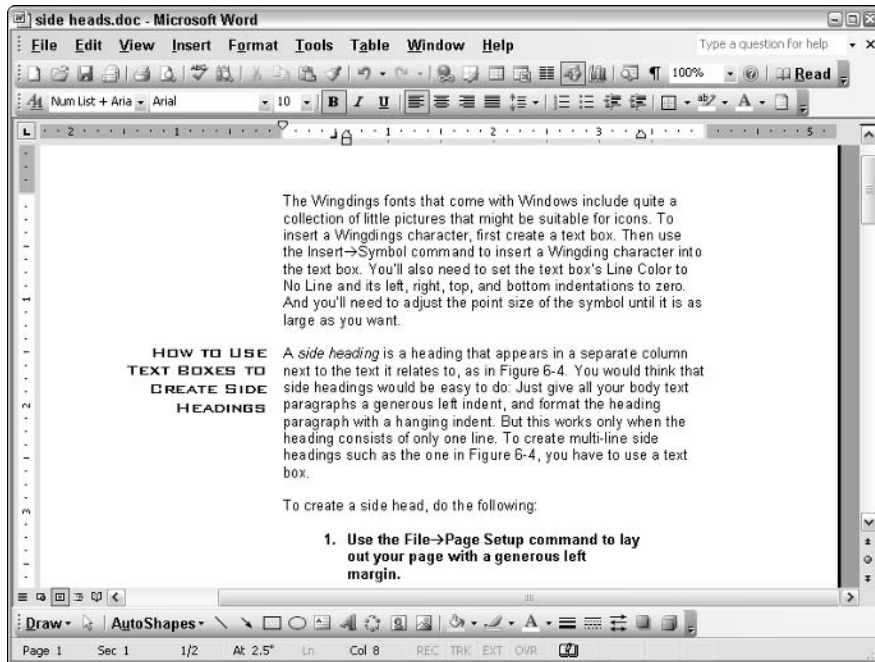 side heads.doc - Microsoft Word
File Edit View Insert Format Tools Table Window Help Type a question for help
100% Read
Num List + Aria Arial 10 B I U
2 1 1 2 3 5
The Wingdings fonts that come with Windows include quite a
collection of little pictures that might be suitable for icons. To
insert a Wingdings character, first create a text box. Then use
the Insert→Symbol command to insert a Wingding character into
the text box. You'll also need to set the text box's Line Color to
No Line and its left, right, top, and bottom indentations to zero.
And you'll need to adjust the point size of the symbol until it is as
large as you want.
How to Use
Text Boxes to
Create Side
Headings
A side heading is a heading that appears in a separate column
next to the text it relates to, as in Figure 6-4. You would think that
side headings would be easy to do: Just give all your body text
paragraphs a generous left indent, and format the heading
paragraph with a hanging indent. But this works only when the
heading consists of only one line. To create multi-line side
headings such as the one in Figure 6-4, you have to use a text
box.
To create a side head, do the following:
1. Use the File→Page Setup command to lay
out your page with a generous left
margin.
Draw AutoShapes
Page 1 Sec 1 1/2 At 2.5" Ln Col 8 REC TRK EXT OVR